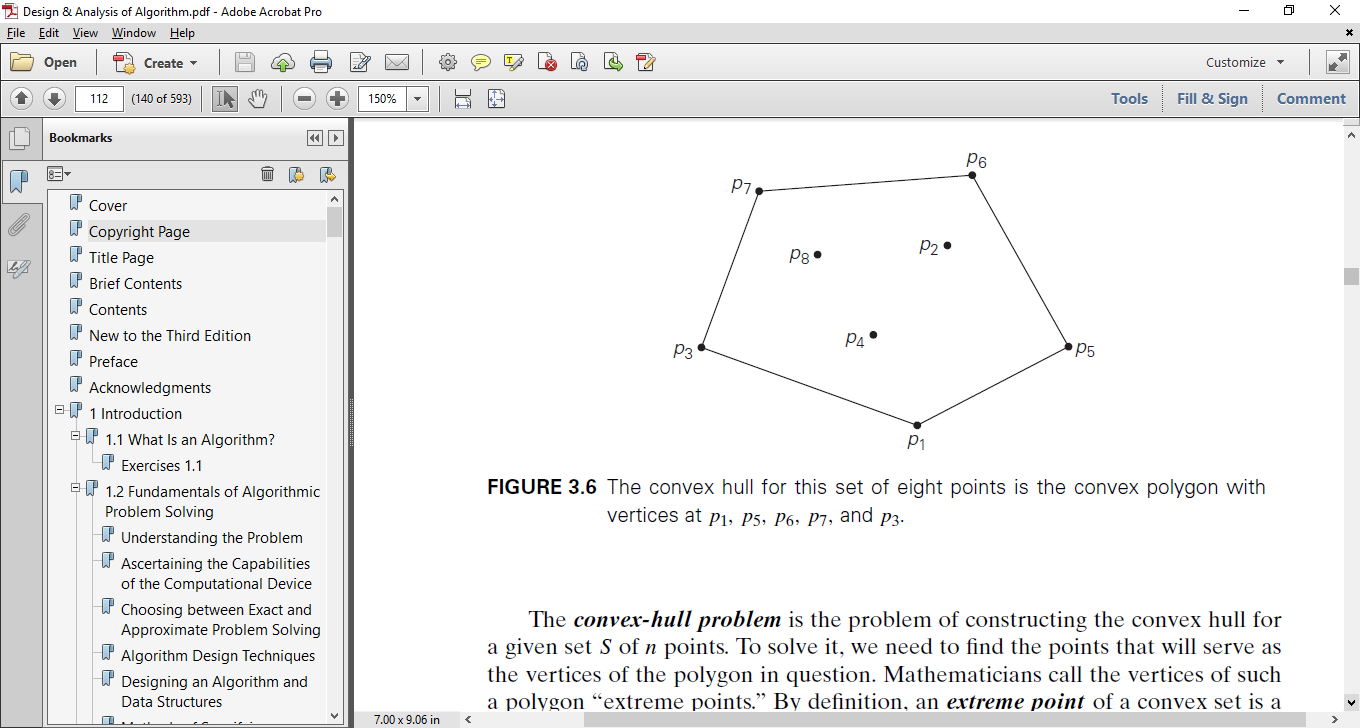 Design & Analysis of Algorithm.pdf - Adobe Acrobat Pro
File Edit View Window Help
Open Create Customize
112 (140 of 593) 150% Tools Fill & Sign Comment
Bookmarks
Cover
Copyright Page
Title Page
Brief Contents
Contents
New to the Third Edition
Preface
Acknowledgments
1 Introduction
1.1 What Is an Algorithm?
Exercises 1.1
1.2 Fundamentals of Algorithmic
Problem Solving
Understanding the Problem
Ascertaining the Capabilities
of the Computational Device
Choosing between Exact and
Approximate Problem Solving
Algorithm Design Techniques
Designing an Algorithm and
Data Structures
p6
p7
p2
p8
p4
p3
p5
p1
FIGURE 3.6 The convex hull for this set of eight points is the convex polygon with
vertices at p1, p5, p6, p7, and p3.
The convex-hull problem is the problem of constructing the convex hull for
a given set S of n points. To solve it, we need to find the points that will serve as
the vertices of the polygon in question. Mathematicians call the vertices of such
a polygon “extreme points.” By definition, an extreme point of a convex set is a
7.00 x 9.06 in